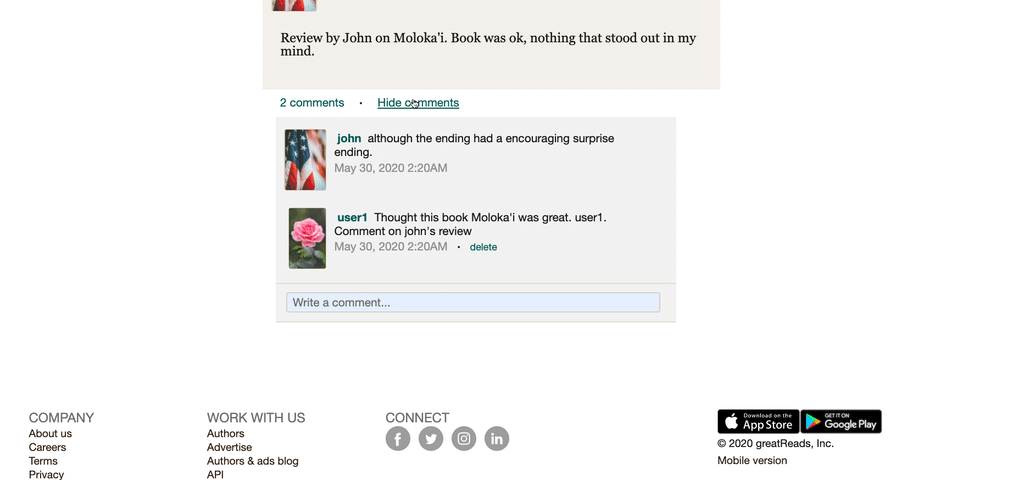 Review by John on Moloka'i. Book was ok, nothing that stood out in my
mind.
2 comments · Hide comments
john although the ending had a encouraging surprise
ending.
May 30, 2020 2:20AM
user1 Thought this book Moloka'i was great. user1.
Comment on john's review
May 30, 2020 2:20AM · delete
Write a comment...
COMPANY
About us
Careers
Terms
Privacy
WORK WITH US
Authors
Advertise
Authors & ads blog
API
CONNECT
Download on the
App Store
GET IT ON
Google Play
© 2020 greatReads, Inc.
Mobile version